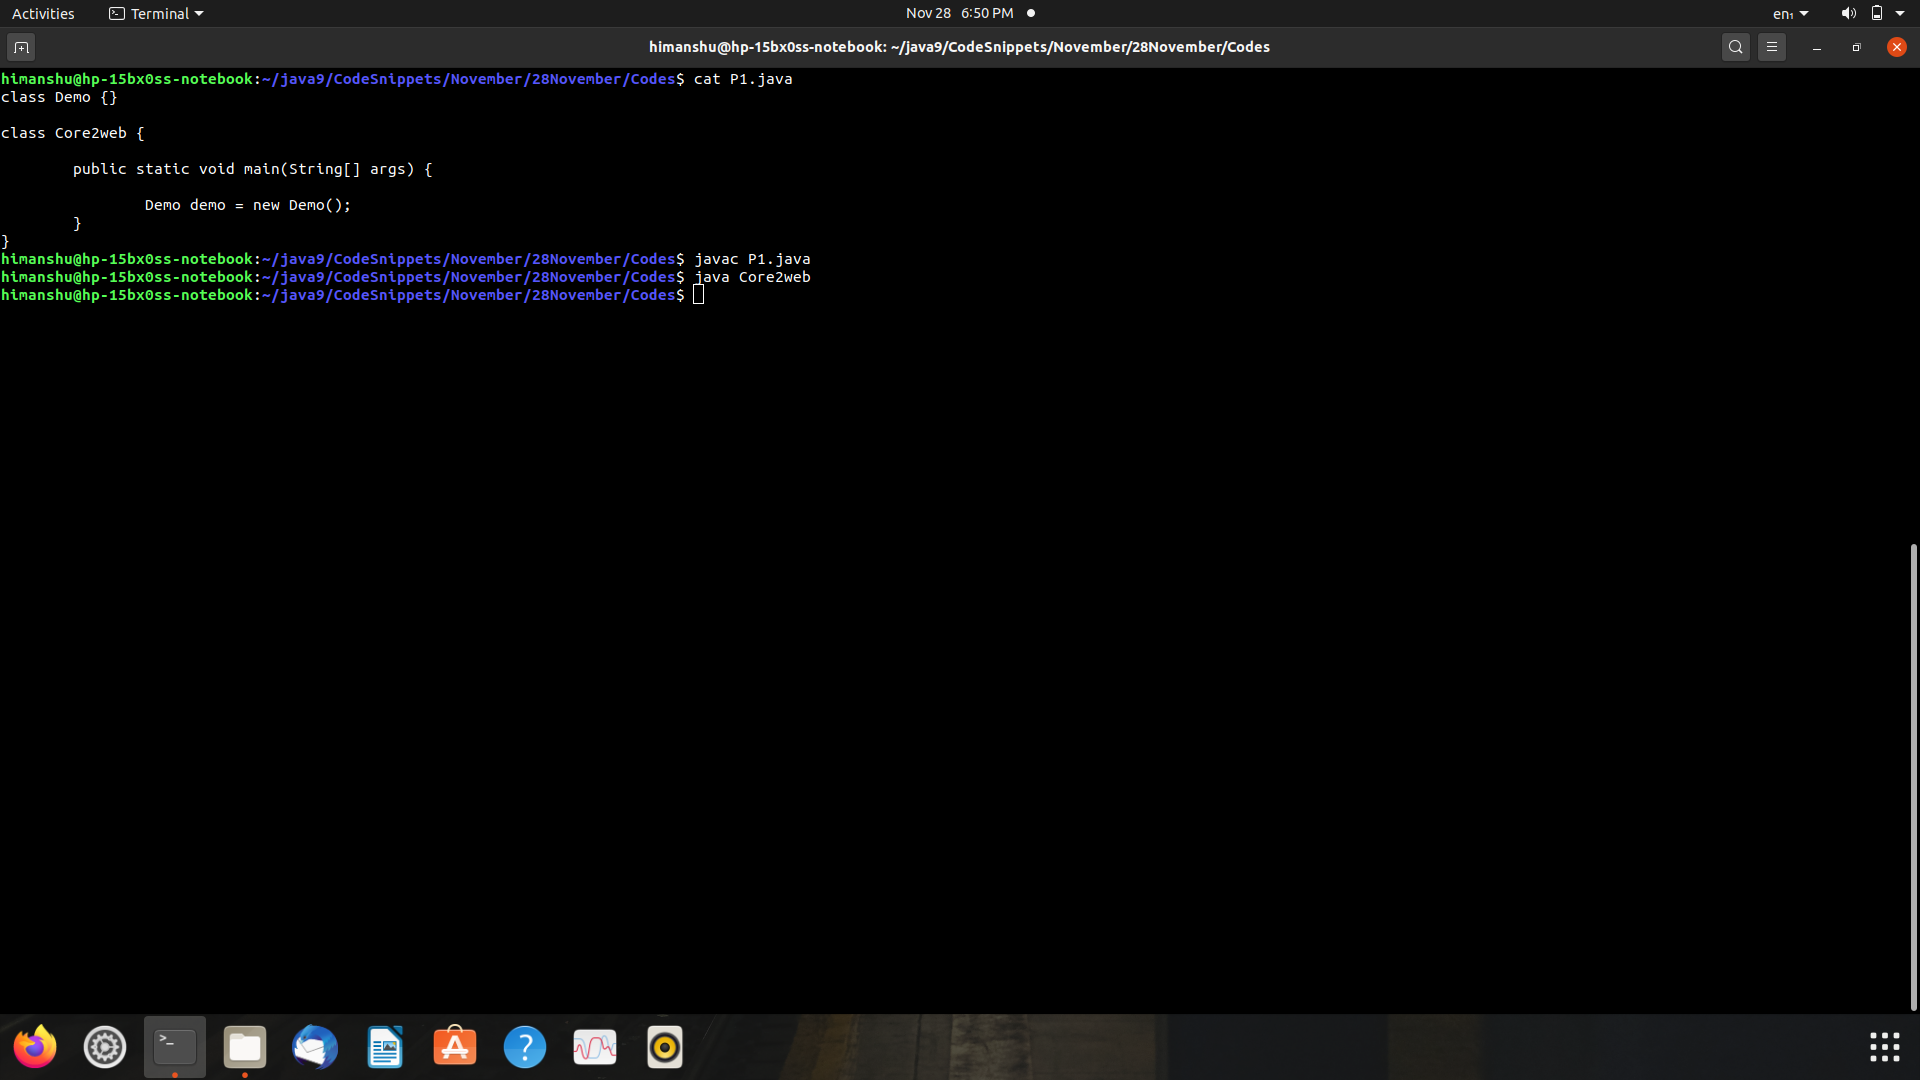 Activities Terminal Nov 28 6:50 PM en₁
himanshu@hp-15bx0ss-notebook: ~/java9/CodeSnippets/November/28November/Codes
himanshu@hp-15bx0ss-notebook:~/java9/CodeSnippets/November/28November/Codes$ cat P1.java
class Demo {}
class Core2web {
public static void main(String[] args) {
Demo demo = new Demo();
}
}
himanshu@hp-15bx0ss-notebook:~/java9/CodeSnippets/November/28November/Codes$ javac P1.java
himanshu@hp-15bx0ss-notebook:~/java9/CodeSnippets/November/28November/Codes$ java Core2web
himanshu@hp-15bx0ss-notebook:~/java9/CodeSnippets/November/28November/Codes$